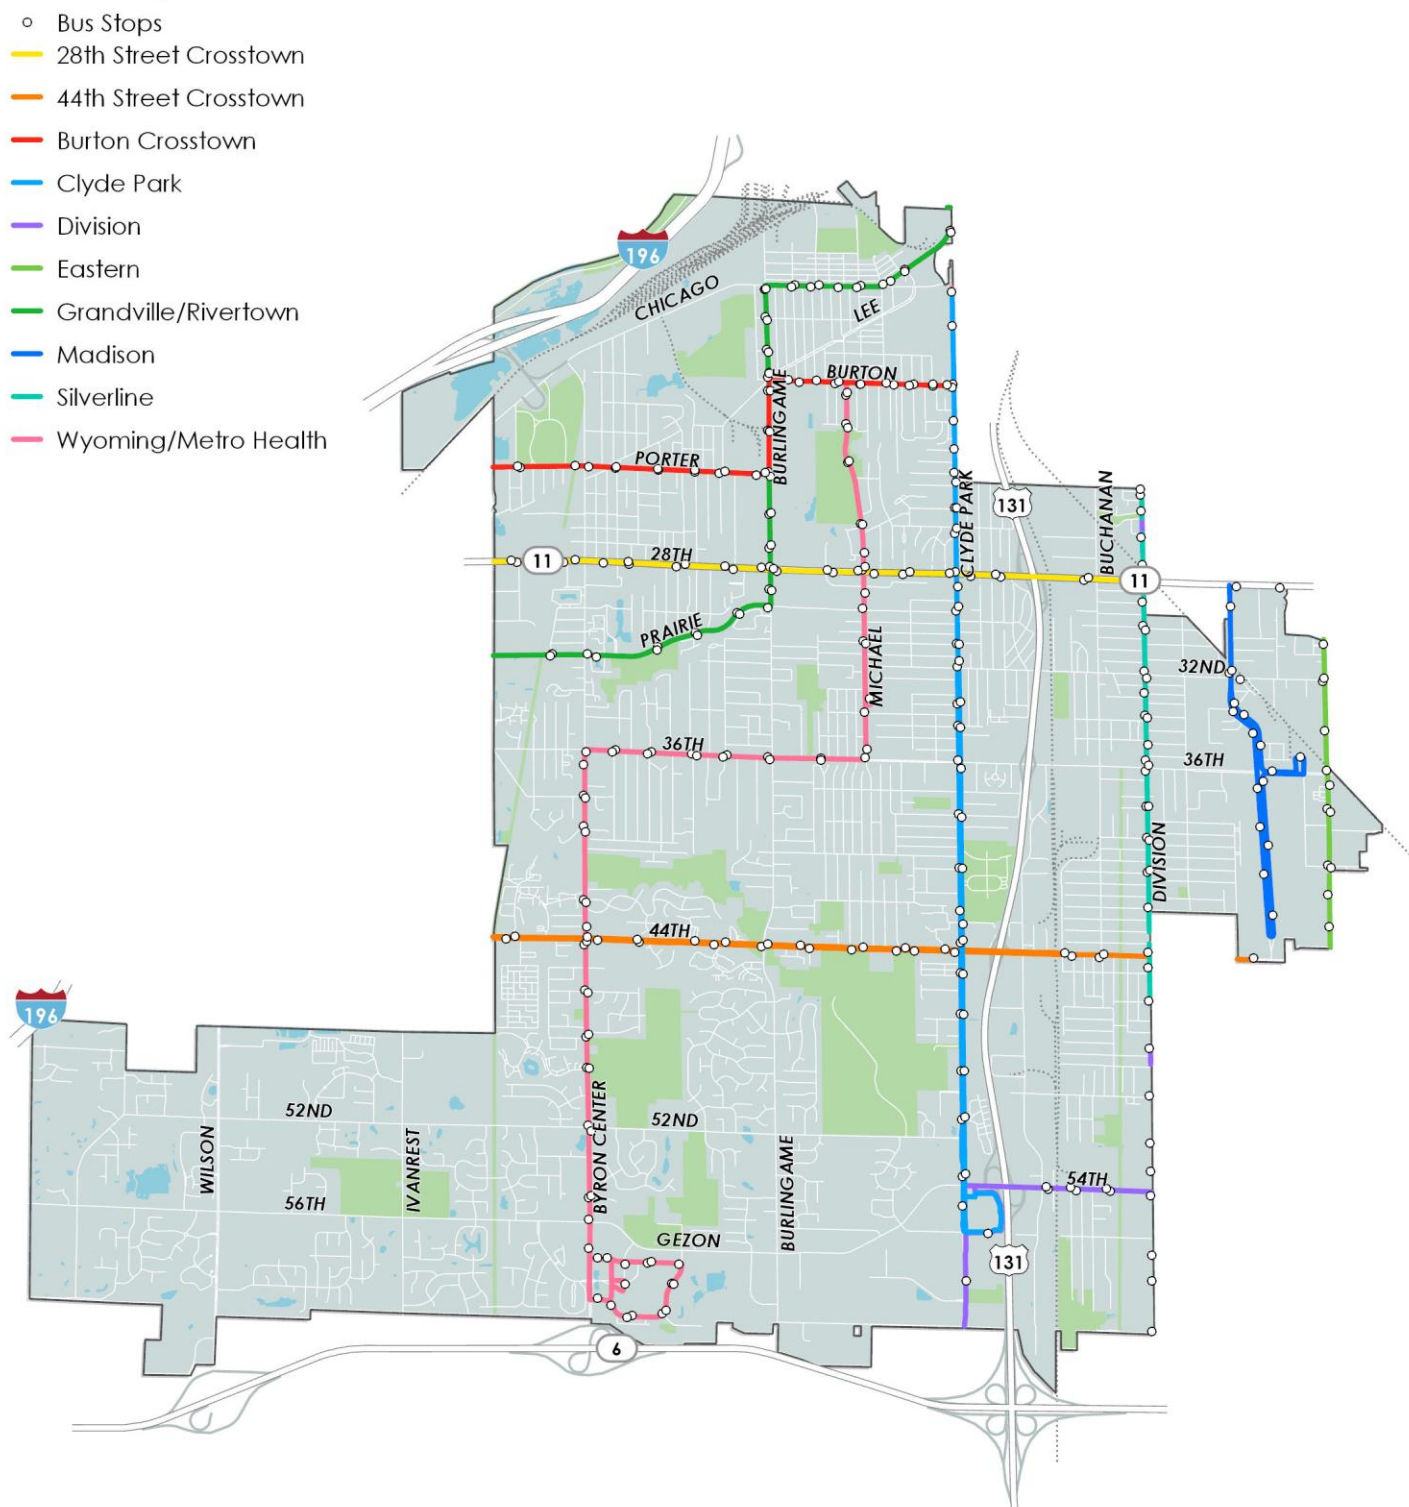 Bus Stops
28th Street Crosstown
44th Street Crosstown
Burton Crosstown
Clyde Park
Division
Eastern
Grandville/Rivertown
Madison
Silverline
Wyoming/Metro Health
196
CHICAGO
LEE
BURTON
BURLINGAME
PORTER
CLYDE PARK
131
BUCHANAN
28TH
11
11
PRAIRIE
MICHAEL
32ND
36TH
36TH
DIVISION
44TH
196
52ND
52ND
WILSON
IVANREST
BYRON CENTER
BURLINGAME
54TH
56TH
GEZON
131
6